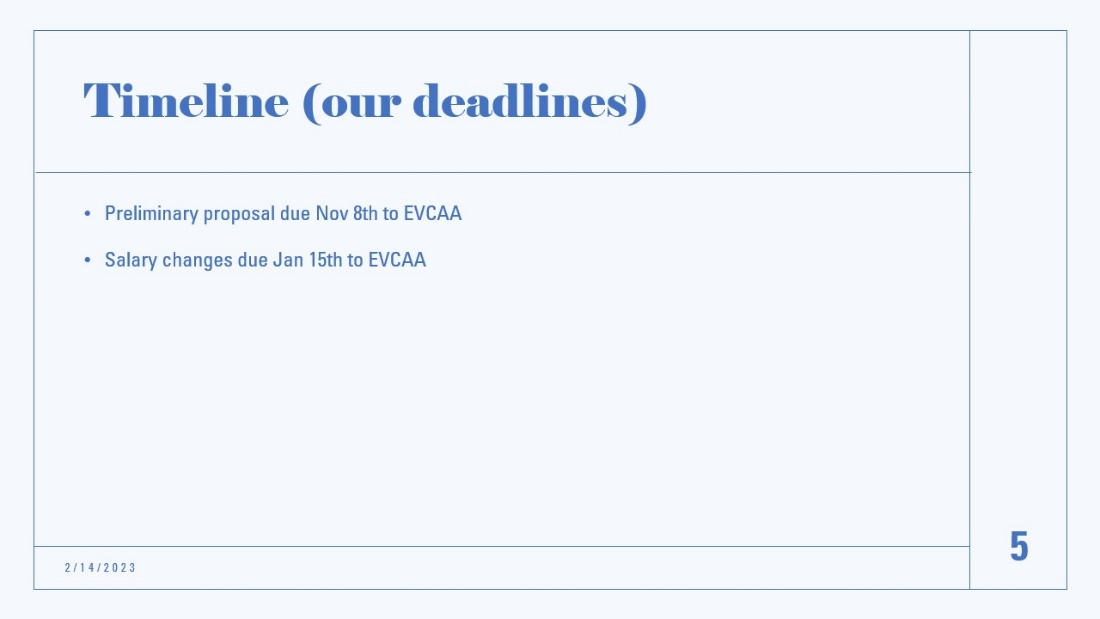 Timeline (our deadlines)
• Preliminary proposal due Nov 8th to EVCAA
• Salary changes due Jan 15th to EVCAA
2/14/2023
5